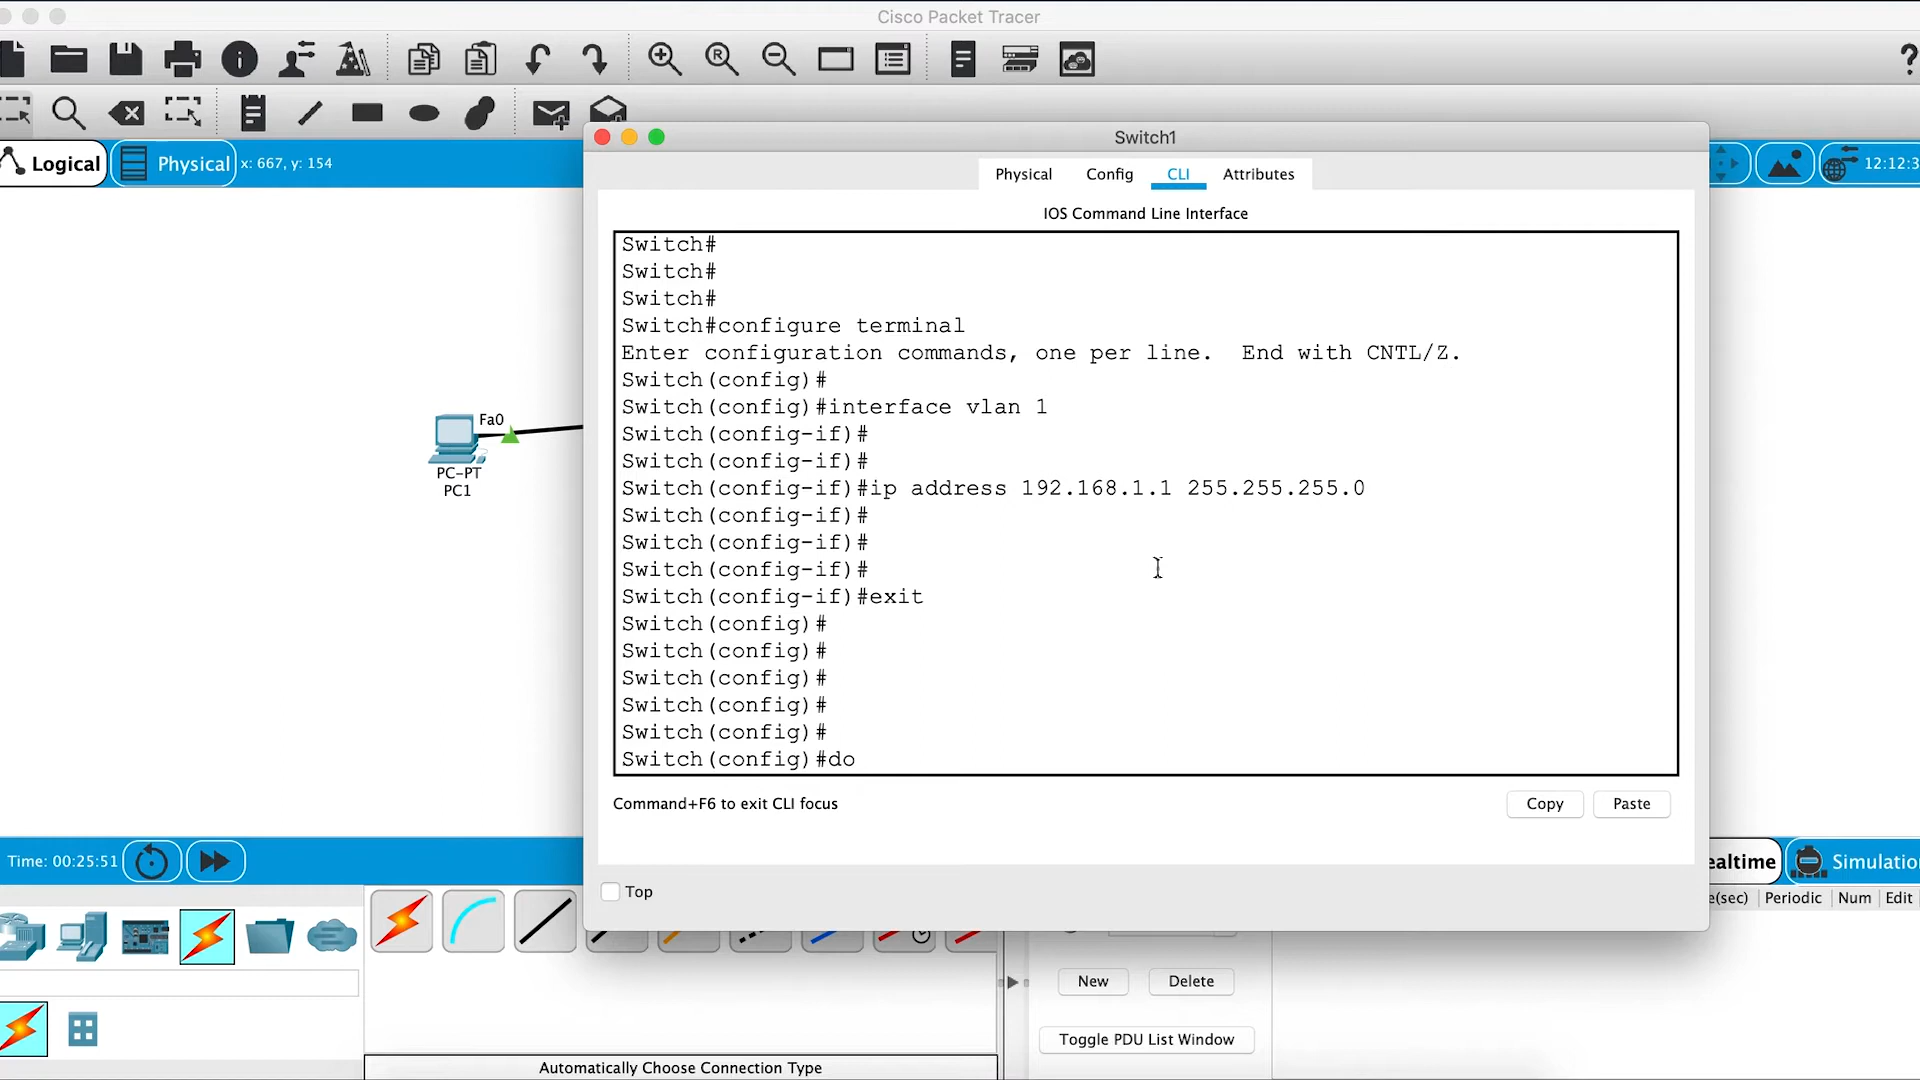 Cisco Packet Tracer
Logical
Physical
x: 667, y: 154
12:12:3
Switch1
Physical
Config
CLI
Attributes
IOS Command Line Interface
Switch#
Switch#
Switch#
Switch#configure terminal
Enter configuration commands, one per line.  End with CNTL/Z.
Switch(config)#
Switch(config)#interface vlan 1
Switch(config-if)#
Switch(config-if)#
Switch(config-if)#ip address 192.168.1.1 255.255.255.0
Switch(config-if)#
Switch(config-if)#
Switch(config-if)#
Switch(config-if)#exit
Switch(config)#
Switch(config)#
Switch(config)#
Switch(config)#
Switch(config)#
Switch(config)#do
Fa0
PC-PT
PC1
Command+F6 to exit CLI focus
Copy
Paste
Top
Time: 00:25:51
ealtime
Simulatio
e(sec)
Periodic
Num
Edit
New
Delete
Toggle PDU List Window
Automatically Choose Connection Type